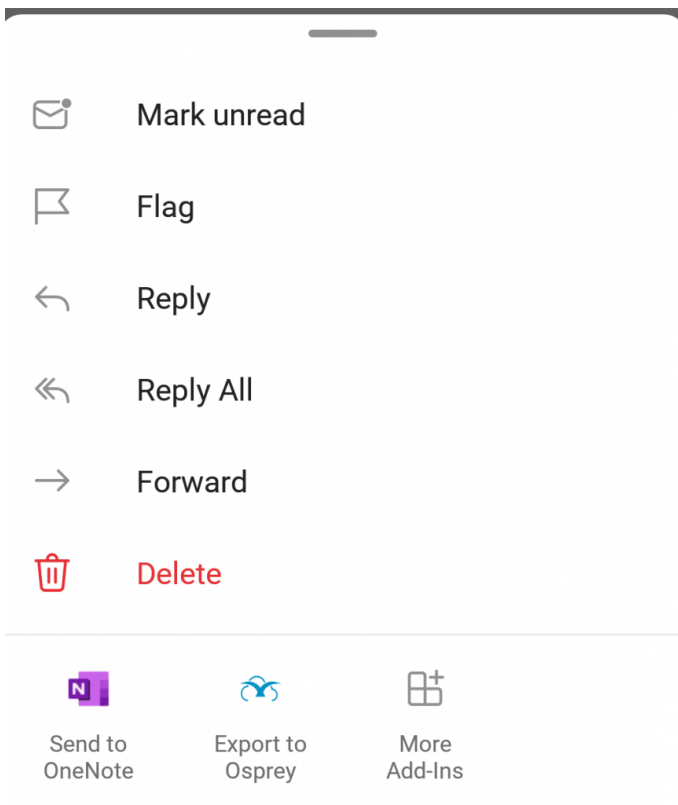 Mark unread
Flag
Reply
Reply All
Forward
Delete
N
Send to
OneNote
Export to
Osprey
More
Add-Ins